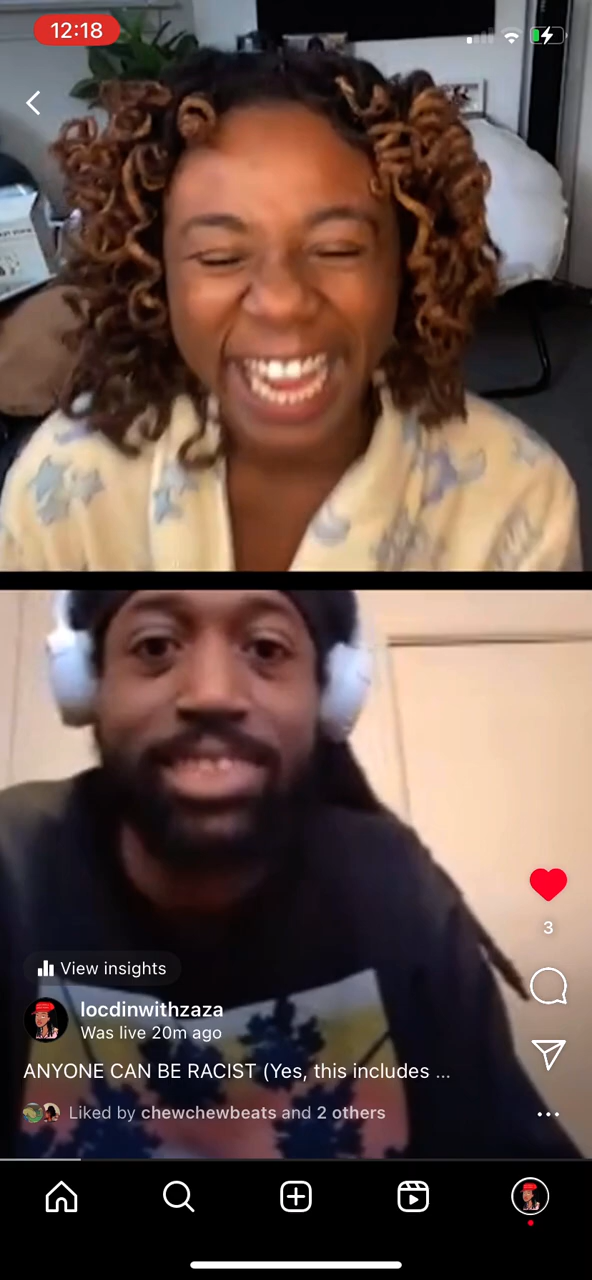 12:18
View insights
locdinwithzaza
Was live 20m ago
ANYONE CAN BE RACIST (Yes, this includes ...
Liked by chewchewbeats and 2 others
3